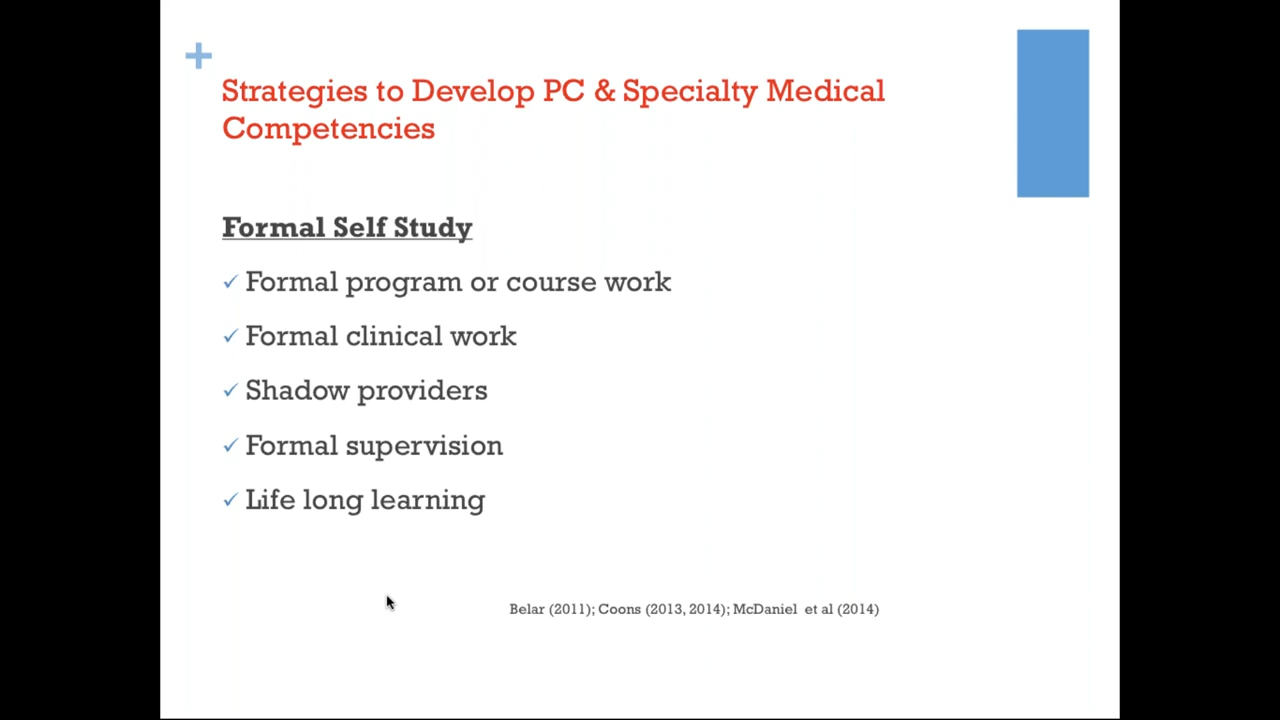 Strategies to Develop PC & Specialty Medical
Competencies
Formal Self Study
✓ Formal program or course work
✓ Formal clinical work
✓ Shadow providers
✓ Formal supervision
✓ Life long learning
Belar (2011); Coons (2013, 2014); McDaniel et al (2014)